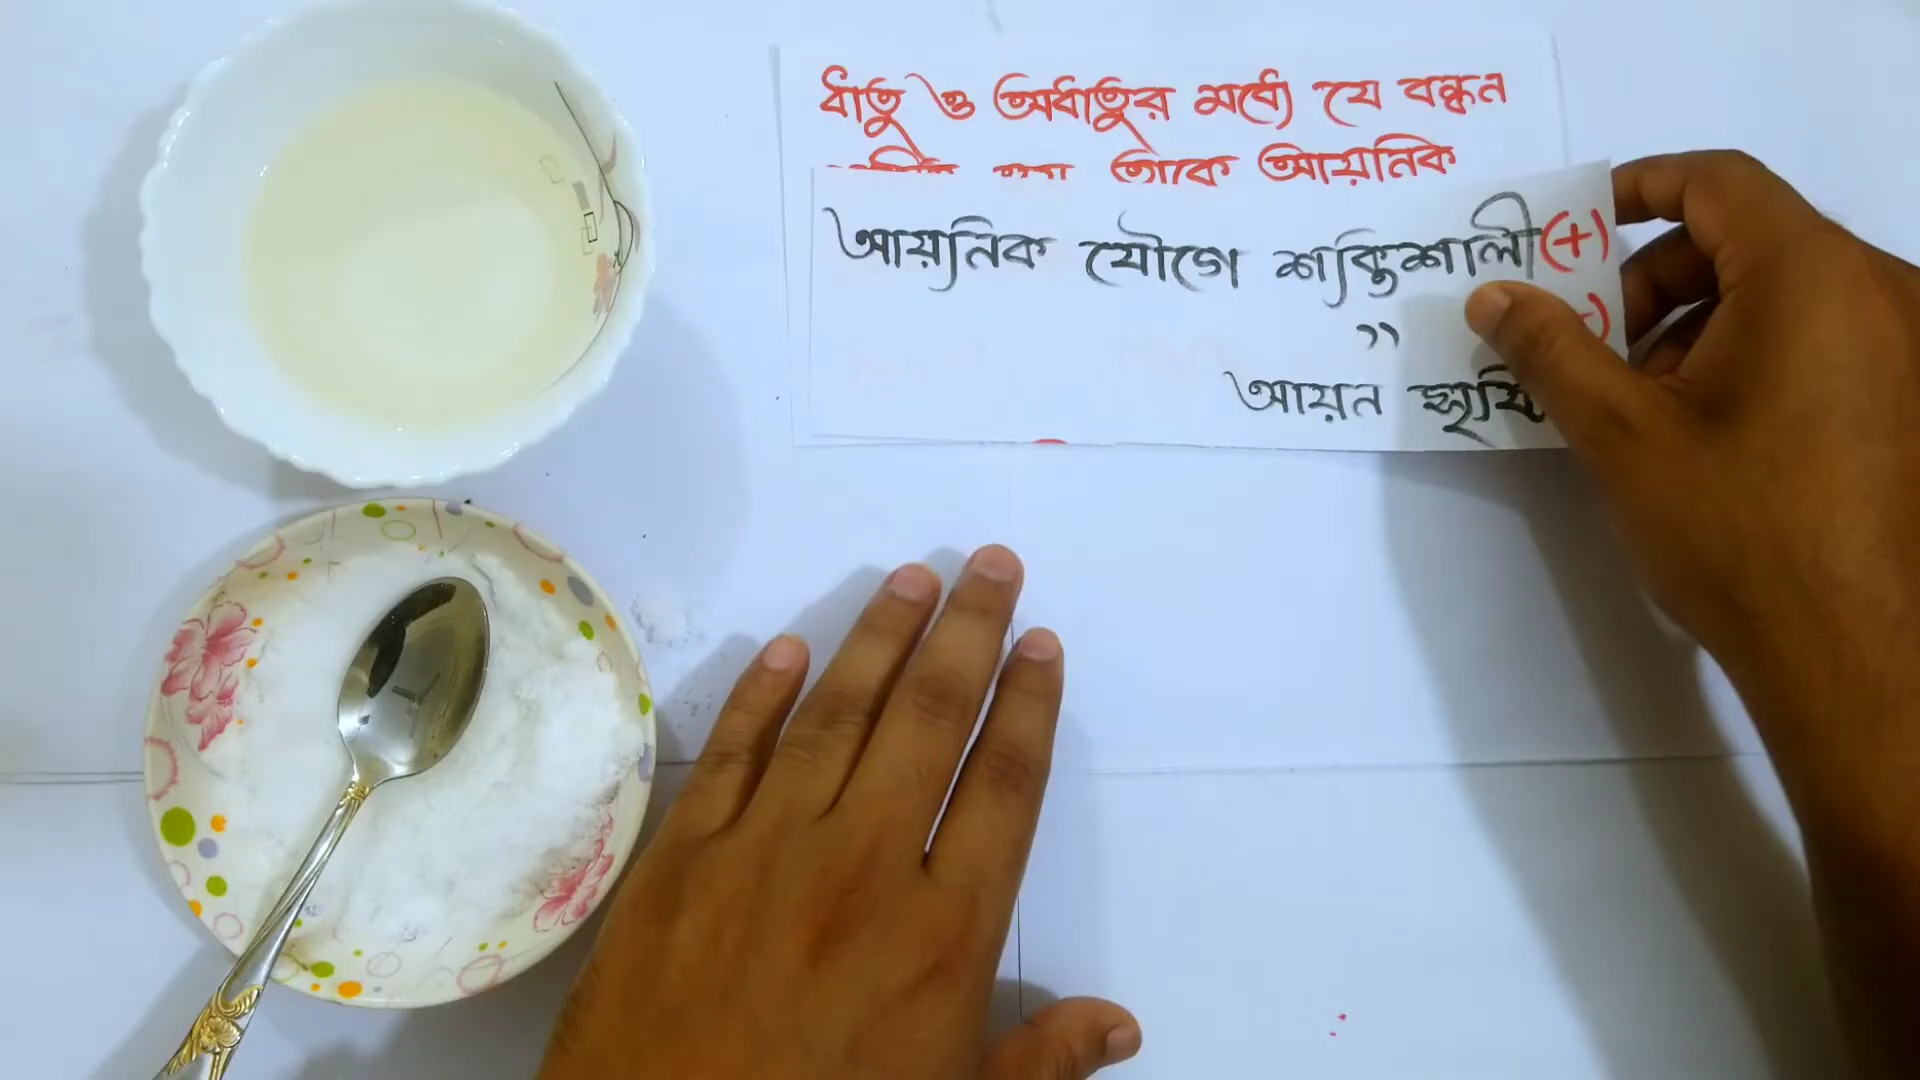 ধাতু ও অধাতুর মধ্যে যে বন্ধন
তাকে আয়নিক
আয়নিক যৌগে শক্তিশালী (+)
"
আয়ন সৃষ্টি